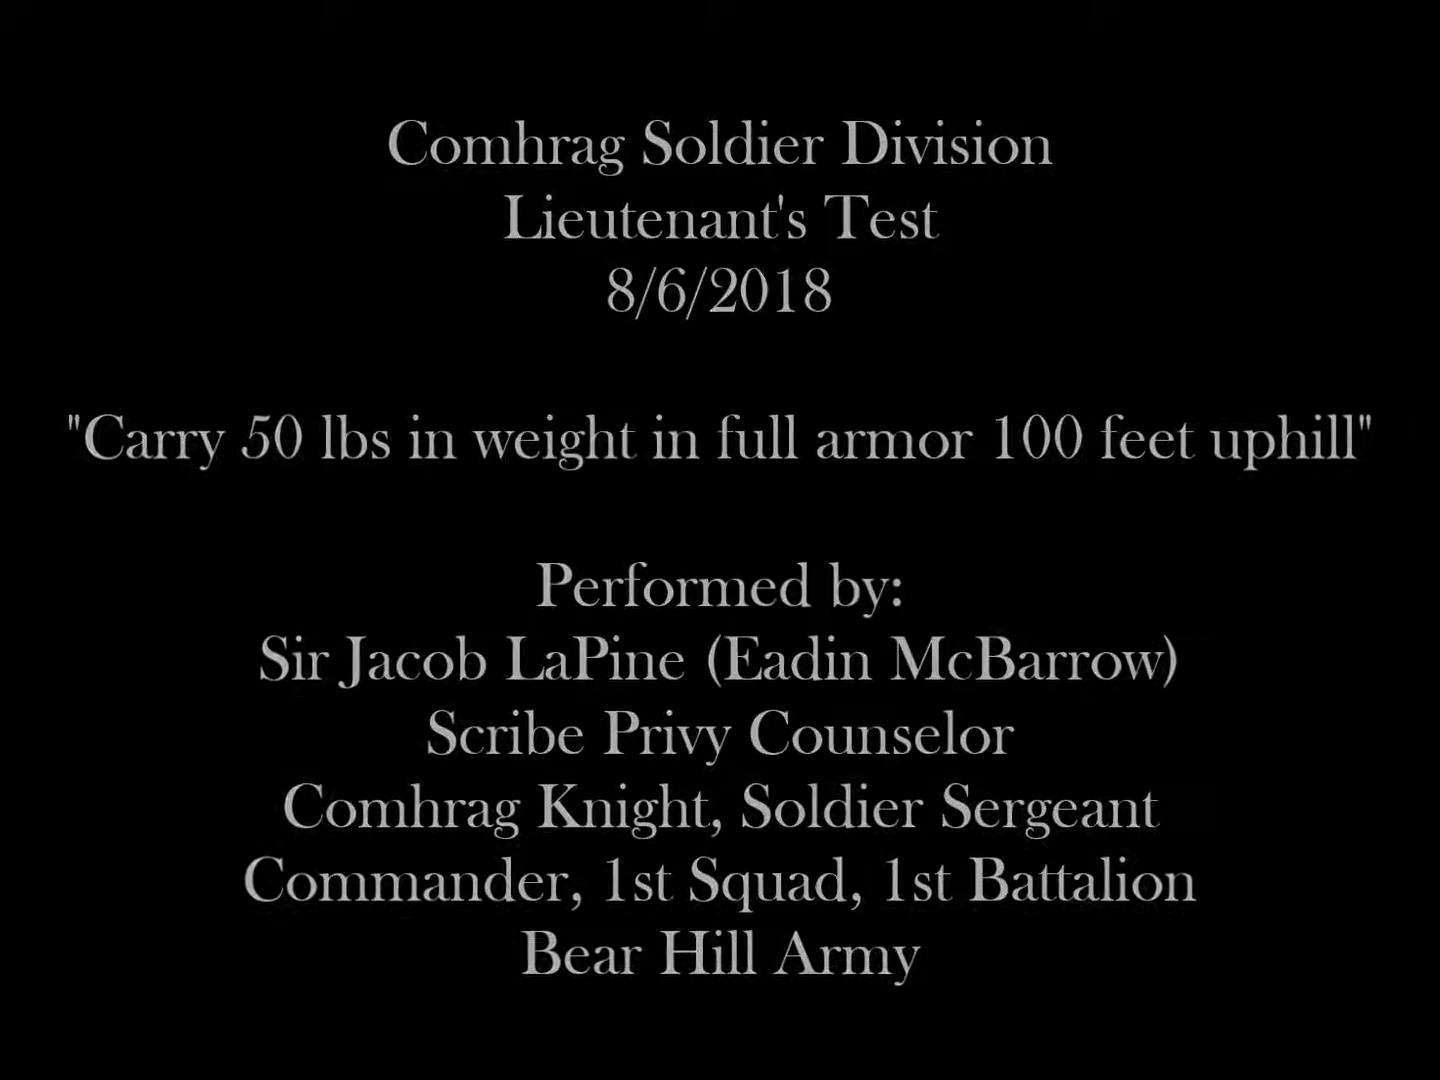 Comhrag Soldier Division
Lieutenant's Test
8/6/2018
"Carry 50 lbs in weight in full armor 100 feet uphill"
Performed by:
Sir Jacob LaPine (Eadin McBarrow)
Scribe Privy Counselor
Comhrag Knight, Soldier Sergeant
Commander, 1st Squad, 1st Battalion
Bear Hill Army